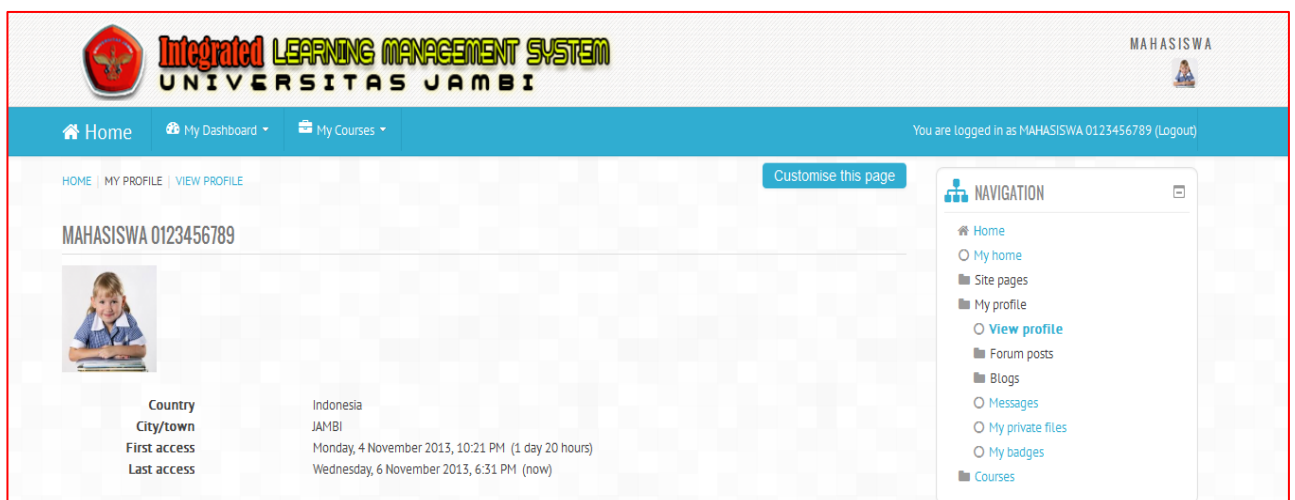 Integrated LEARNING MANAGEMENT SYSTEM
UNIVERSITAS JAMBI
MAHASISWA
Home My Dashboard My Courses You are logged in as MAHASISWA 0123456789 (Logout)
HOME | MY PROFILE | VIEW PROFILE
Customise this page
MAHASISWA 0123456789
Country Indonesia
City/town JAMBI
First access Monday, 4 November 2013, 10:21 PM (1 day 20 hours)
Last access Wednesday, 6 November 2013, 6:31 PM (now)
NAVIGATION
Home
My home
Site pages
My profile
View profile
Forum posts
Blogs
Messages
My private files
My badges
Courses